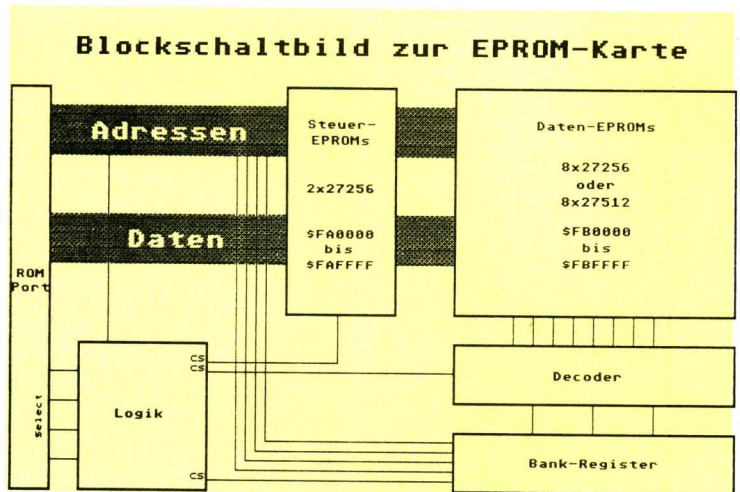 Blockschaltbild zur EPROM-Karte
Adressen
Steuer-
EPROMs
2x27256
$FA0000
bis
$FAFFFF
Daten-EPROMs
8x27256
oder
8x27512
$FB0000
bis
$FBFFFF
Daten
ROM
Port
Select
Logik
CS
CS
CS
Decoder
Bank-Register